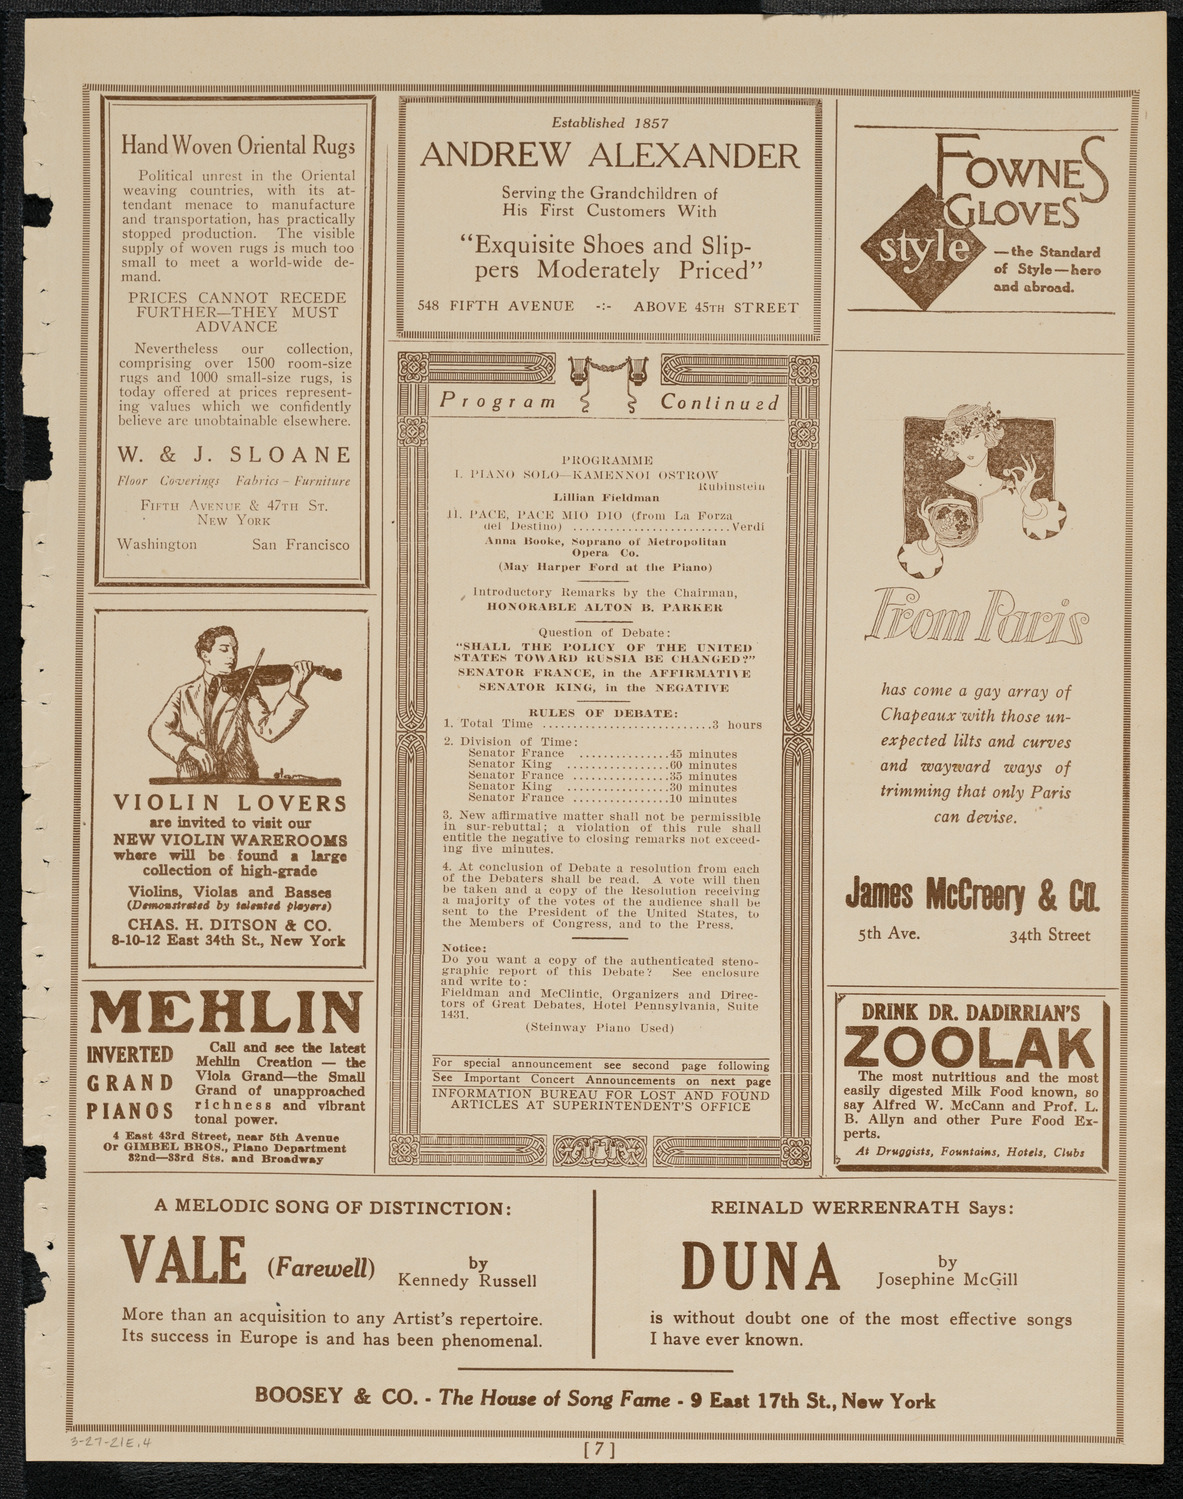 Hand Woven Oriental Rugs
Political unrest in the Oriental
weaving countries, with its at-
tendant menace to manufacture
and transportation, has practically
stopped production. The visible
supply of woven rugs is much too
small to meet a world-wide de-
mand.
PRICES CANNOT RECEDE
FURTHER—THEY MUST
ADVANCE
Nevertheless our collection,
comprising over 1500 room-size
rugs and 1000 small-size rugs, is
today offered at prices represent-
ing values which we confidently
believe are unobtainable elsewhere.
W. & J. SLOANE
Floor Coverings Fabrics - Furniture
FIFTH AVENUE & 47TH ST.
NEW YORK
Washington San Francisco
VIOLIN LOVERS
are invited to visit our
NEW VIOLIN WAREROOMS
where will be found a large
collection of high-grade
Violins, Violas and Basses
(Demonstrated by talented players)
CHAS. H. DITSON & CO.
8-10-12 East 34th St., New York
MEHLIN
INVERTED
GRAND
PIANOS
Call and see the latest
Mehlin Creation — the
Viola Grand—the Small
Grand of unapproached
richness and vibrant
tonal power.
4 East 43rd Street, near 5th Avenue
Or GIMBEL BROS., Piano Department
32nd—33rd Sts. and Broadway
Established 1857
ANDREW ALEXANDER
Serving the Grandchildren of
His First Customers With
"Exquisite Shoes and Slip-
pers Moderately Priced"
548 FIFTH AVENUE -:- ABOVE 45TH STREET
Program Continued
PROGRAMME
I. PIANO SOLO—KAMENNOI OSTROW
Rubinstein
Lillian Fieldman
II. PACE, PACE MIO DIO (from La Forza
del Destino) ............................Verdi
Anna Booke, Soprano of Metropolitan
Opera Co.
(May Harper Ford at the Piano)
Introductory Remarks by the Chairman,
HONORABLE ALTON B. PARKER
Question of Debate:
"SHALL THE POLICY OF THE UNITED
STATES TOWARD RUSSIA BE CHANGED?"
SENATOR FRANCE, in the AFFIRMATIVE
SENATOR KING, in the NEGATIVE
RULES OF DEBATE:
1. Total Time ............................3 hours
2. Division of Time:
Senator France ...............45 minutes
Senator King .................60 minutes
Senator France ................35 minutes
Senator King .................30 minutes
Senator France ................10 minutes
3. New affirmative matter shall not be permissible
in sur-rebuttal; a violation of this rule shall
entitle the negative to closing remarks not exceed-
ing five minutes.
4. At conclusion of Debate a resolution from each
of the Debaters shall be read. A vote will then
be taken and a copy of the Resolution receiving
a majority of the votes of the audience shall be
sent to the President of the United States, to
the Members of Congress, and to the Press.
Notice:
Do you want a copy of the authenticated steno-
graphic report of this Debate? See enclosure
and write to:
Fieldman and McClintic, Organizers and Direc-
tors of Great Debates, Hotel Pennsylvania, Suite
1431.
(Steinway Piano Used)
For special announcement see second page following
See Important Concert Announcements on next page
INFORMATION BUREAU FOR LOST AND FOUND
ARTICLES AT SUPERINTENDENT'S OFFICE
FOWNES
GLOVES
style
—the Standard
of Style—here
and abroad.
From Paris
has come a gay array of
Chapeaux with those un-
expected lilts and curves
and wayward ways of
trimming that only Paris
can devise.
James McCreery & Co.
5th Ave. 34th Street
DRINK DR. DADIRRIAN'S
ZOOLAK
The most nutritious and the most
easily digested Milk Food known, so
say Alfred W. McCann and Prof. L.
B. Allyn and other Pure Food Ex-
perts.
At Druggists, Fountains, Hotels, Clubs
A MELODIC SONG OF DISTINCTION:
VALE (Farewell) by
Kennedy Russell
More than an acquisition to any Artist's repertoire.
Its success in Europe is and has been phenomenal.
REINALD WERRENRATH Says:
DUNA by
Josephine McGill
is without doubt one of the most effective songs
I have ever known.
BOOSEY & CO. - The House of Song Fame - 9 East 17th St., New York
3-27-21E.4
[7]